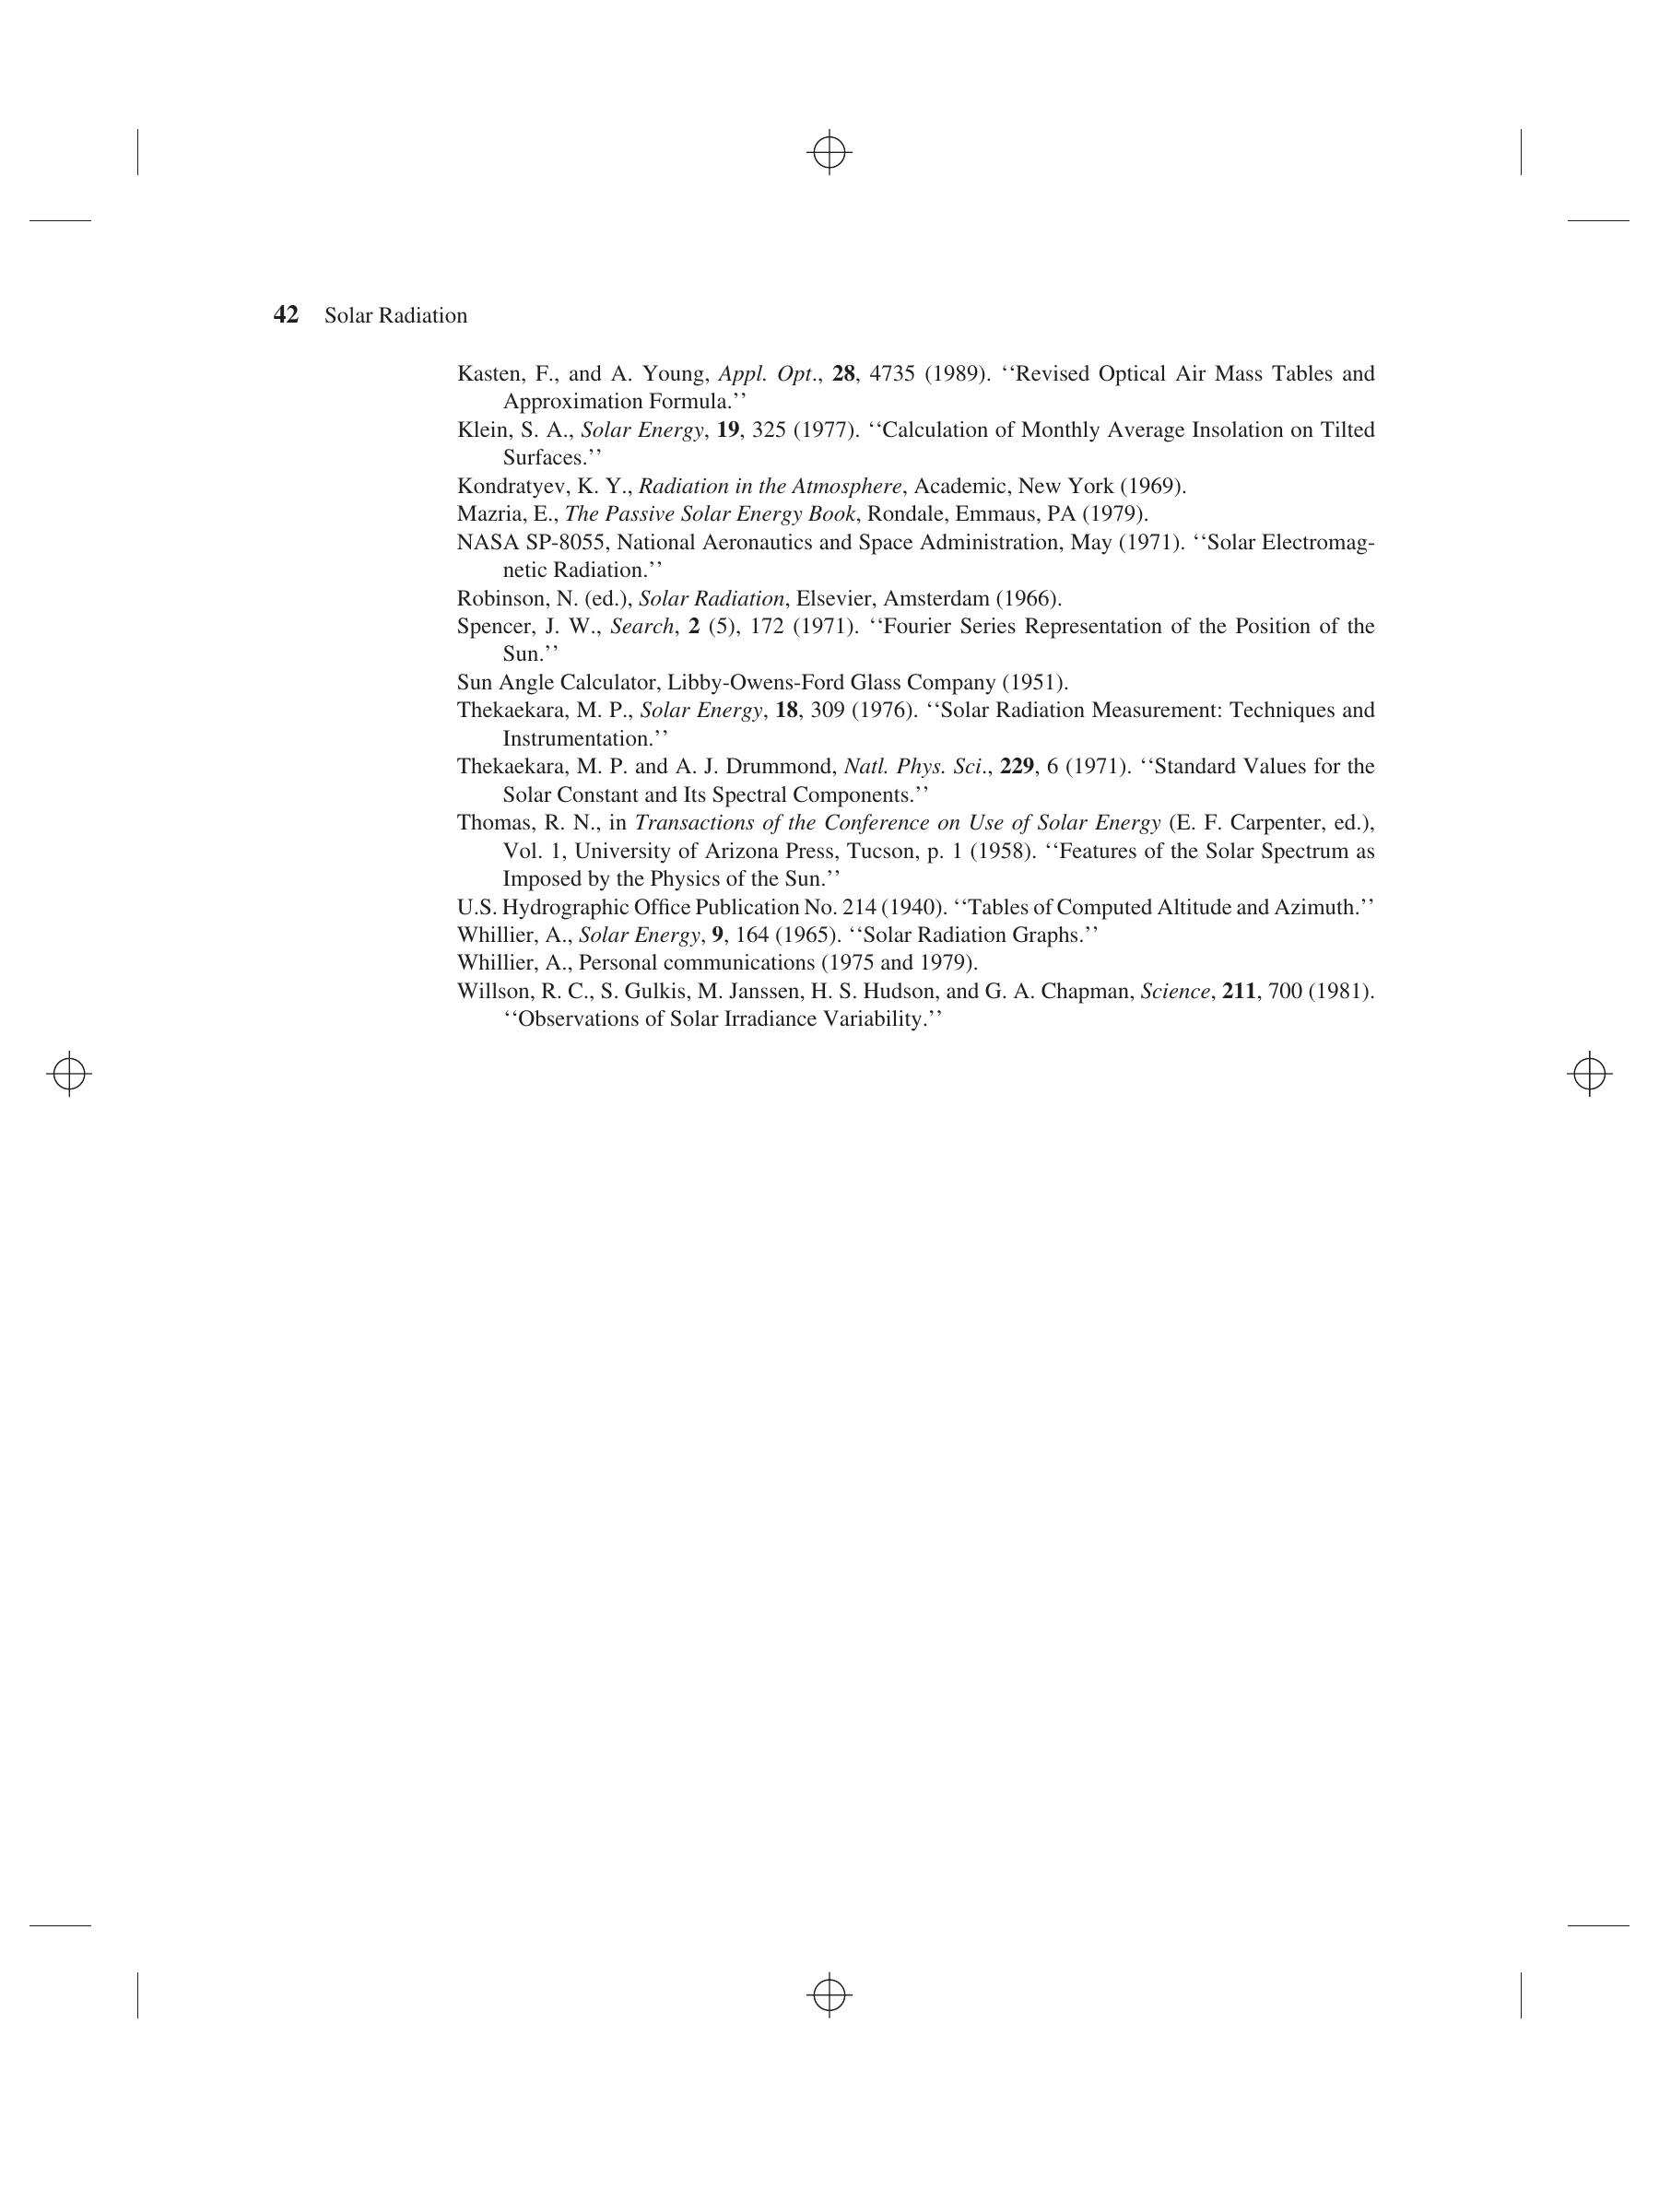 42 Solar Radiation
Kasten, F., and A. Young, Appl. Opt., 28, 4735 (1989). ‘‘Revised Optical Air Mass Tables and
Approximation Formula.’’
Klein, S. A., Solar Energy, 19, 325 (1977). ‘‘Calculation of Monthly Average Insolation on Tilted
Surfaces.’’
Kondratyev, K. Y., Radiation in the Atmosphere, Academic, New York (1969).
Mazria, E., The Passive Solar Energy Book, Rondale, Emmaus, PA (1979).
NASA SP-8055, National Aeronautics and Space Administration, May (1971). ‘‘Solar Electromag-
netic Radiation.’’
Robinson, N. (ed.), Solar Radiation, Elsevier, Amsterdam (1966).
Spencer, J. W., Search, 2 (5), 172 (1971). ‘‘Fourier Series Representation of the Position of the
Sun.’’
Sun Angle Calculator, Libby-Owens-Ford Glass Company (1951).
Thekaekara, M. P., Solar Energy, 18, 309 (1976). ‘‘Solar Radiation Measurement: Techniques and
Instrumentation.’’
Thekaekara, M. P. and A. J. Drummond, Natl. Phys. Sci., 229, 6 (1971). ‘‘Standard Values for the
Solar Constant and Its Spectral Components.’’
Thomas, R. N., in Transactions of the Conference on Use of Solar Energy (E. F. Carpenter, ed.),
Vol. 1, University of Arizona Press, Tucson, p. 1 (1958). ‘‘Features of the Solar Spectrum as
Imposed by the Physics of the Sun.’’
U.S. Hydrographic Office Publication No. 214 (1940). ‘‘Tables of Computed Altitude and Azimuth.’’
Whillier, A., Solar Energy, 9, 164 (1965). ‘‘Solar Radiation Graphs.’’
Whillier, A., Personal communications (1975 and 1979).
Willson, R. C., S. Gulkis, M. Janssen, H. S. Hudson, and G. A. Chapman, Science, 211, 700 (1981).
‘‘Observations of Solar Irradiance Variability.’’